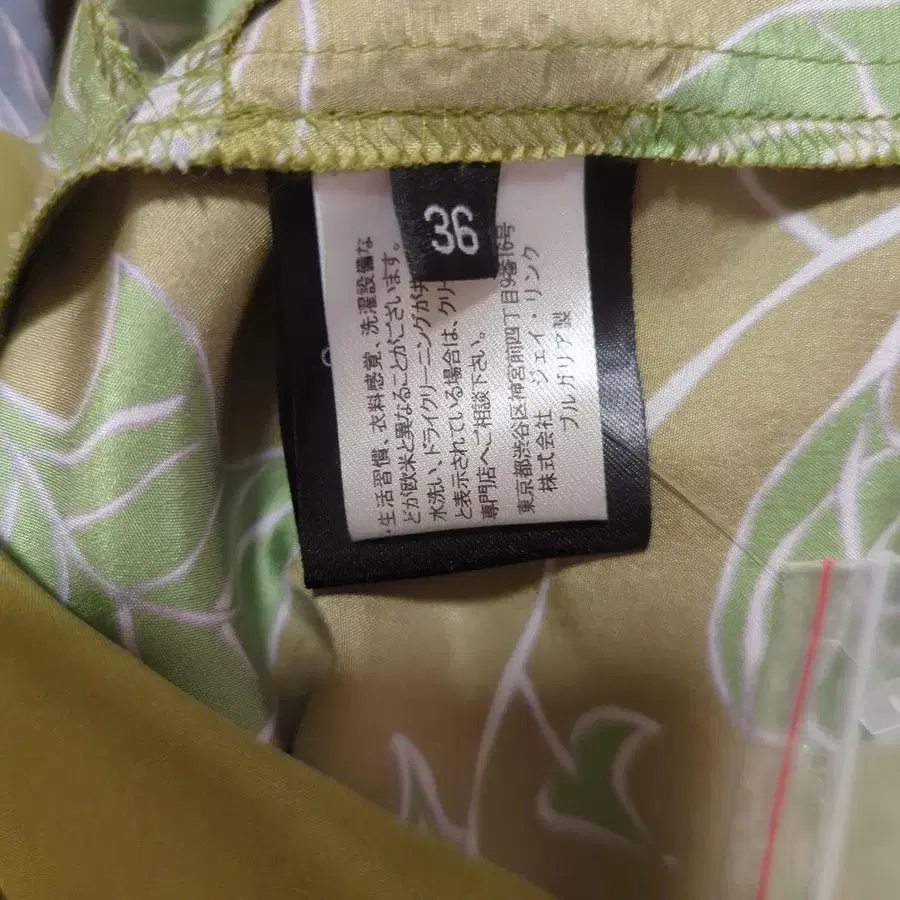 36
・生活習慣、衣料感覚、洗濯設備な
どが欧米と異なることがございます。
水洗い、ドライクリーニングが
と表示されている場合は、クリー
専門店へご相談下さい。
東京都渋谷区神宮前四丁目9番16号
株式会社 ジェイ・リンク
ブルガリア製